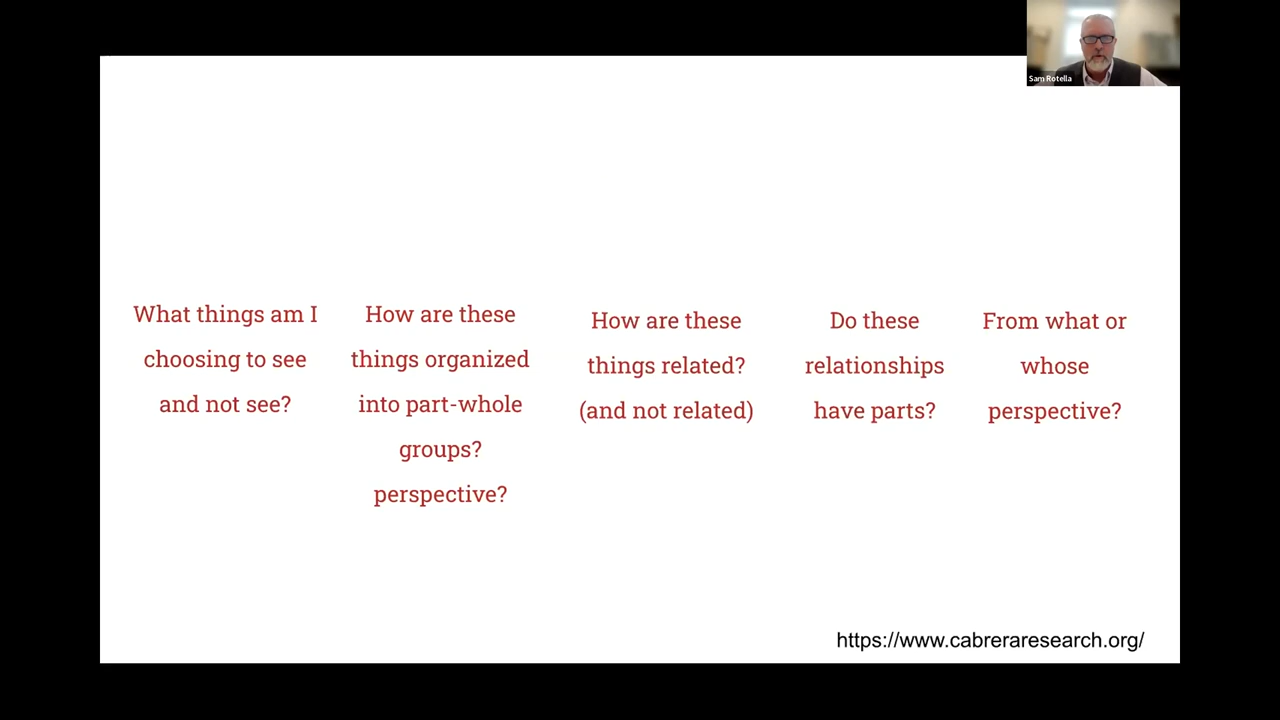 Sam Rotella
What things am I
choosing to see
and not see?
How are these
things organized
into part-whole
groups?
perspective?
How are these
things related?
(and not related)
Do these
relationships
have parts?
From what or
whose
perspective?
https://www.cabreraresearch.org/